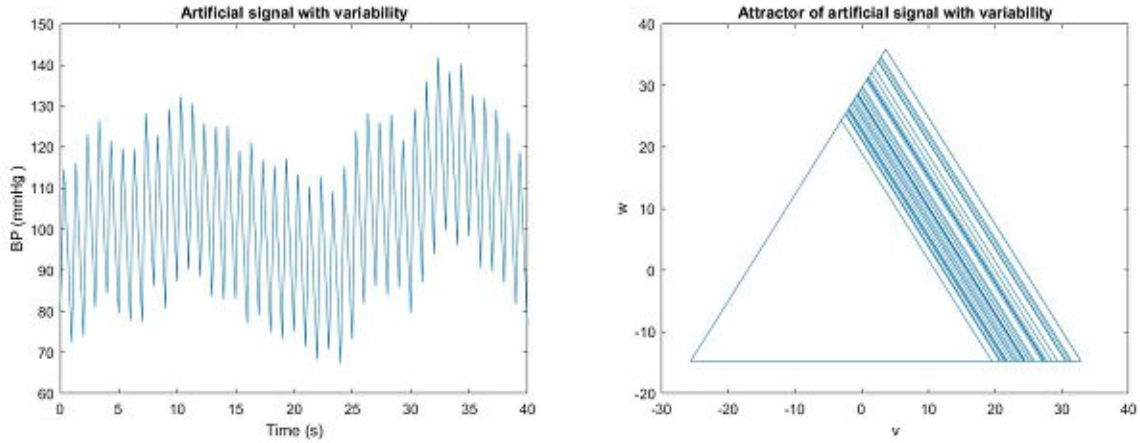 Artificial signal with variability
150
140
130
120
110
100
90
80
70
60
BP (mmHg )
0 5 10 15 20 25 30 35 40
Time (s)
Attractor of artificial signal with variability
40
30
20
10
0
-10
-20
w
-30 -20 -10 0 10 20 30 40
v